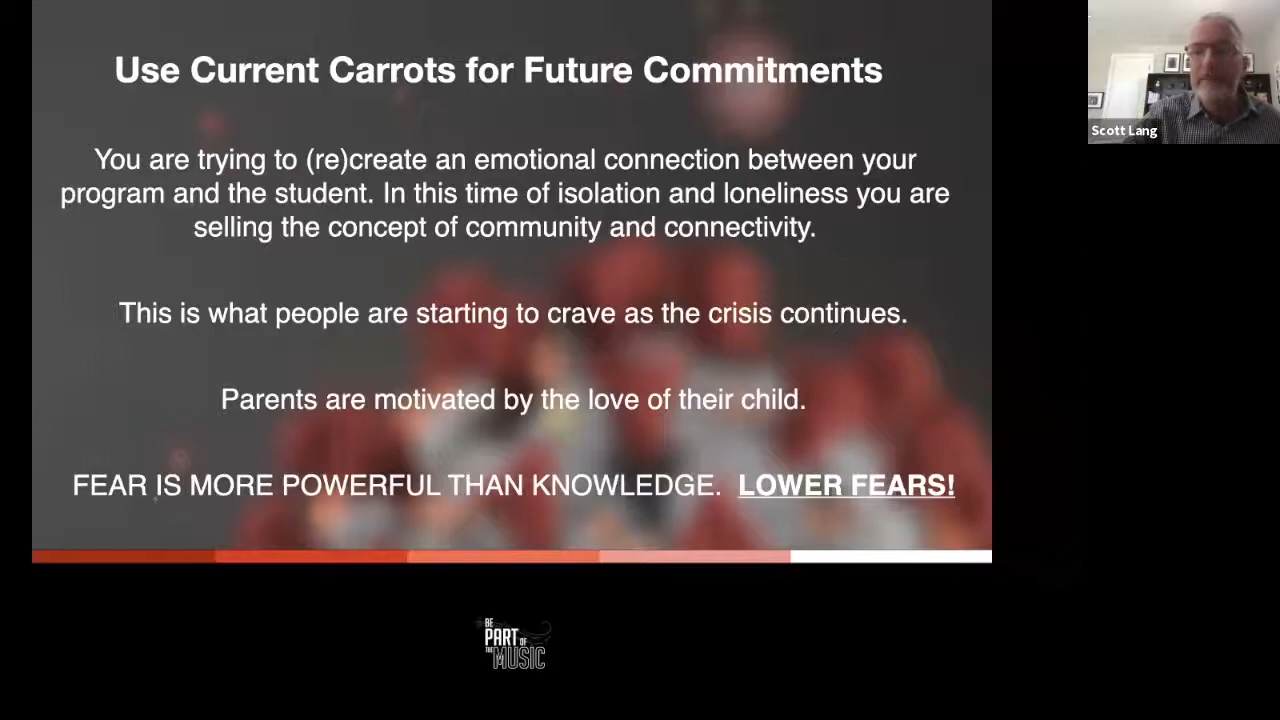 Use Current Carrots for Future Commitments
You are trying to (re)create an emotional connection between your
program and the student. In this time of isolation and loneliness you are
selling the concept of community and connectivity.
This is what people are starting to crave as the crisis continues.
Parents are motivated by the love of their child.
FEAR IS MORE POWERFUL THAN KNOWLEDGE. LOWER FEARS!
Scott Lang
BE
PART OF
THE MUSIC